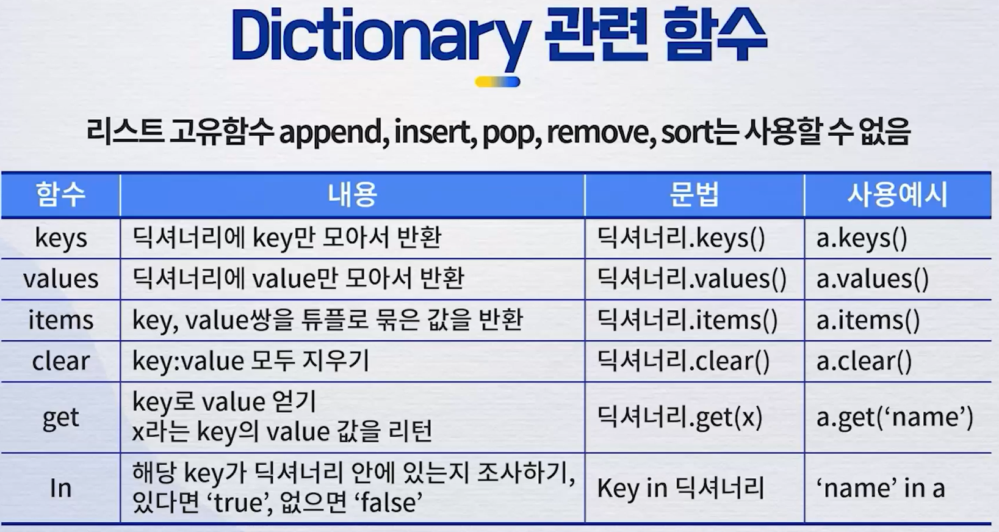 Dictionary 관련 함수
리스트 고유함수 append, insert, pop, remove, sort는 사용할 수 없음
함수 내용 문법 사용예시
keys 딕셔너리에 key만 모아서 반환 딕셔너리.keys() a.keys()
values 딕셔너리에 value만 모아서 반환 딕셔너리.values() a.values()
items key, value쌍을 튜플로 묶은 값을 반환 딕셔너리.items() a.items()
clear key:value 모두 지우기 딕셔너리.clear() a.clear()
get key로 value 얻기
x라는 key의 value 값을 리턴 딕셔너리.get(x) a.get(‘name’)
In 해당 key가 딕셔너리 안에 있는지 조사하기,
있다면 ‘true’, 없으면 ‘false’ Key in 딕셔너리 ‘name’ in a